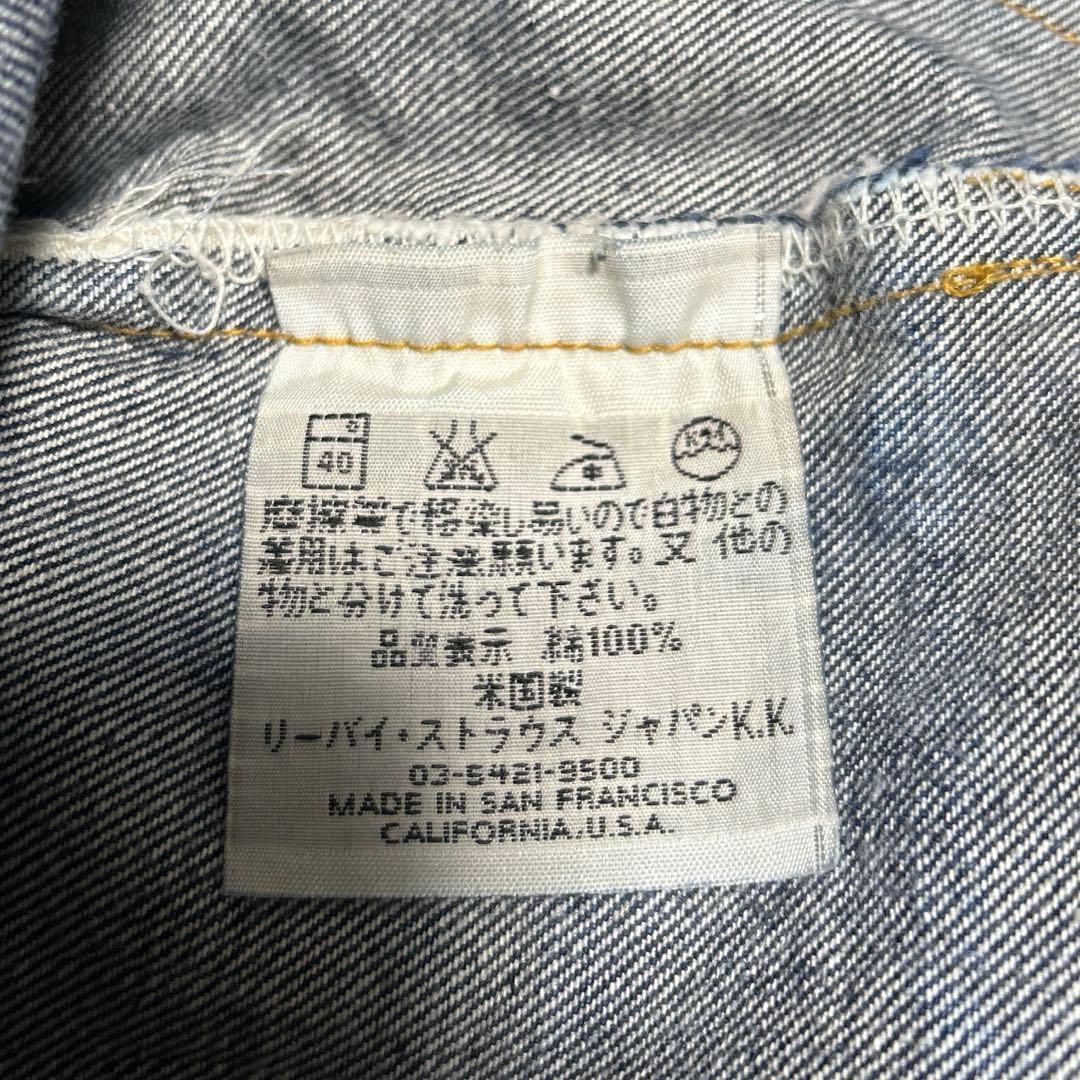 40
摩擦等で移染し易いので白物との
着用はご注意願います。又 他の
物と分けて洗って下さい。
品質表示 綿100%
米国製
リーバイ・ストラウス ジャパンK.K.
03-5421-9500
MADE IN SAN FRANCISCO
CALIFORNIA,U.S.A.